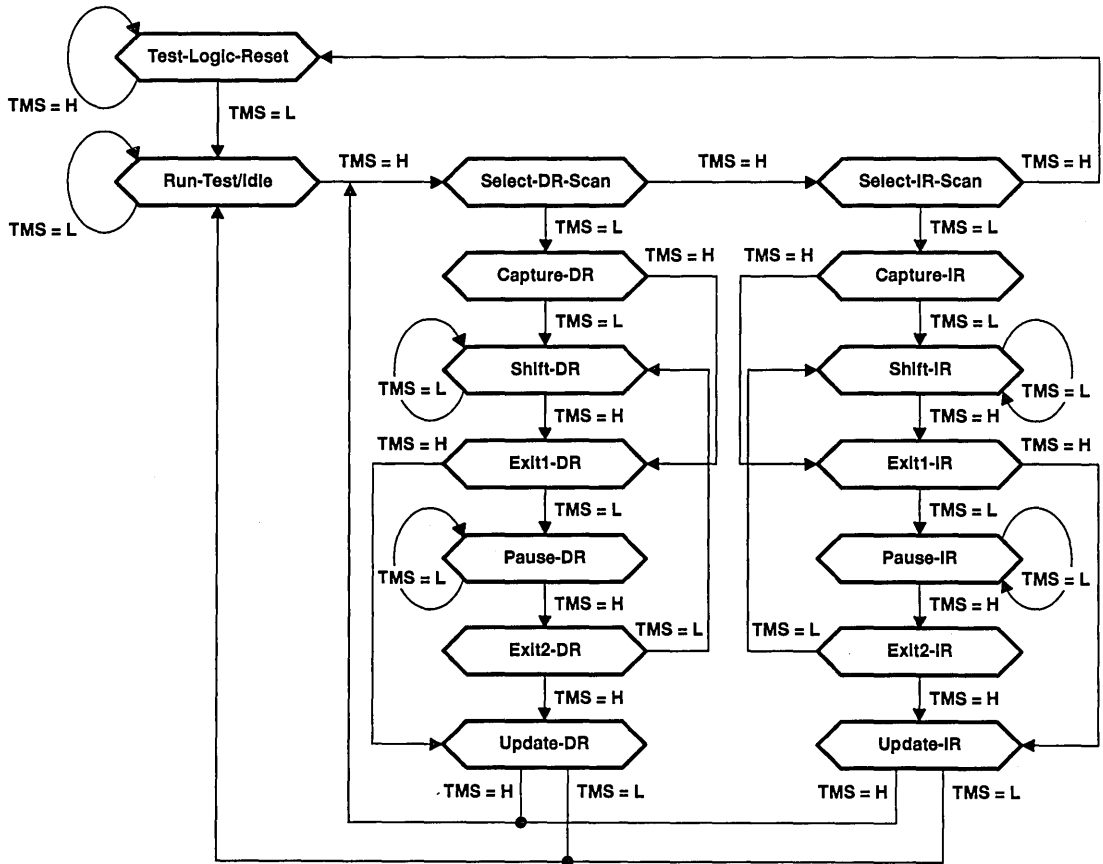 Test-Logic-Reset
TMS = H
TMS = L
TMS = H
TMS = H
TMS = H
Run-Test/Idle
Select-DR-Scan
Select-IR-Scan
TMS = L
TMS = L
TMS = L
TMS = H
TMS = H
Capture-DR
Capture-IR
TMS = L
TMS = L
Shift-DR
Shift-IR
TMS = L
TMS = L
TMS = H
TMS = H
TMS = H
TMS = H
Exit1-DR
Exit1-IR
TMS = L
TMS = L
Pause-DR
Pause-IR
TMS = L
TMS = L
TMS = H
TMS = H
TMS = L
TMS = L
Exit2-DR
Exit2-IR
TMS = H
TMS = H
Update-DR
Update-IR
TMS = H
TMS = L
TMS = H
TMS = L